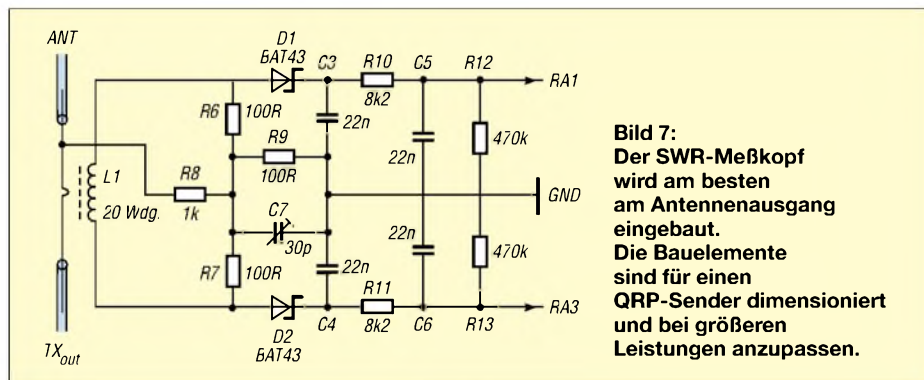 ANT
D1
BAT43
C3
R10
C5
R12
RA1
8k2
R6
100R
22n
R9
100R
22n
470k
L1
20 Wdg.
R8
1k
GND
C7
30p
22n
470k
R7
100R
22n
R11
RA3
D2
BAT43
C4
8k2
C6
R13
TXout
Bild 7:
Der SWR-Meßkopf
wird am besten
am Antennenausgang
eingebaut.
Die Bauelemente
sind für einen
QRP-Sender dimensioniert
und bei größeren
Leistungen anzupassen.